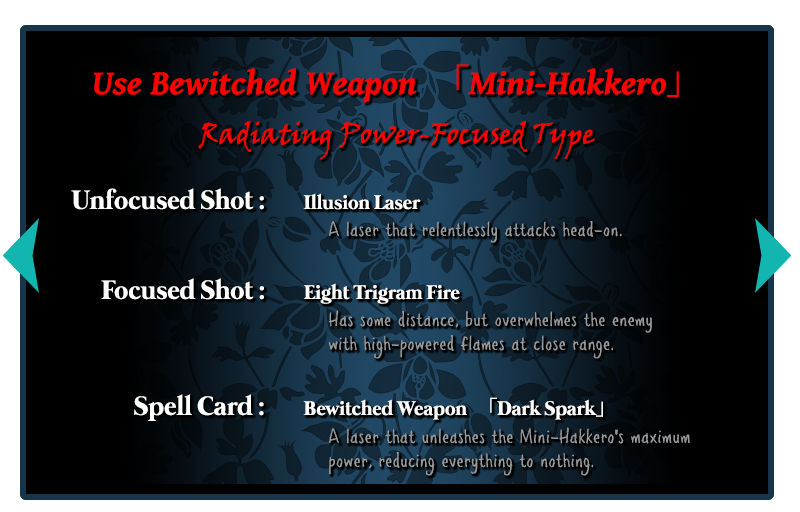 Use Bewitched Weapon 「Mini-Hakkero」
Radiating Power-Focused Type
Unfocused Shot : Illusion Laser
A laser that relentlessly attacks head-on.
Focused Shot : Eight Trigram Fire
Has some distance, but overwhelmes the enemy
with high-powered flames at close range.
Spell Card : Bewitched Weapon 「Dark Spark」
A laser that unleashes the Mini-Hakkero"s maximum
power, reducing everything to nothing.